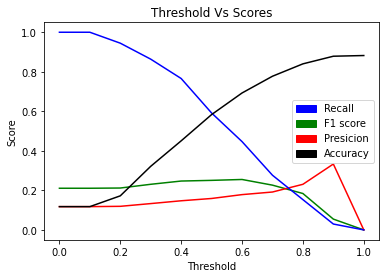 Threshold Vs Scores
1.0
0.8
0.6
0.4
0.2
0.0
Score
Recall
F1 score
Presicion
Accuracy
0.0 0.2 0.4 0.6 0.8 1.0
Threshold